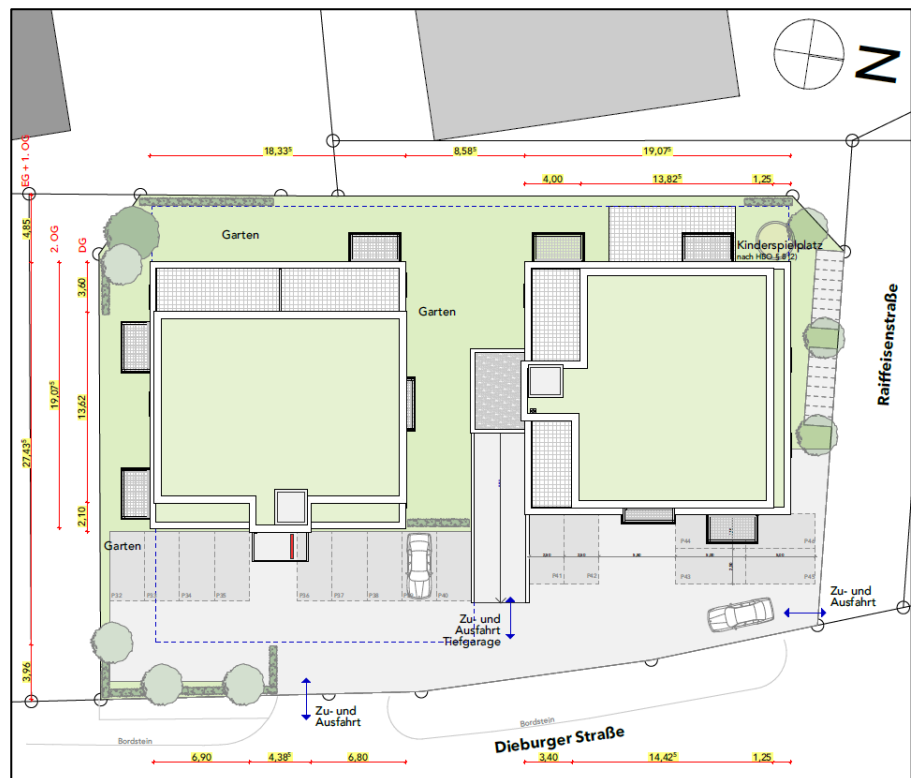 N
EG + 1. OG
18,33⁵
8,58⁵
19,07⁵
4,00
13,82⁵
1,25
4,85
2. OG
DG
Garten
Kinderspielplatz
nach HBO § 8 (2)
3,60
Garten
Raiffeisenstraße
19,07⁵
13,62
27,43⁵
2,10
Garten
P44
P46
P41
P42
P43
P45
P32
P33
P34
P35
P36
P37
P38
P40
Zu- und
Ausfahrt
Zu- und
Ausfahrt
Tiefgarage
3,96
Zu- und
Ausfahrt
Bordstein
Bordstein
Dieburger Straße
6,90
4,38⁵
6,80
3,40
14,42⁵
1,25